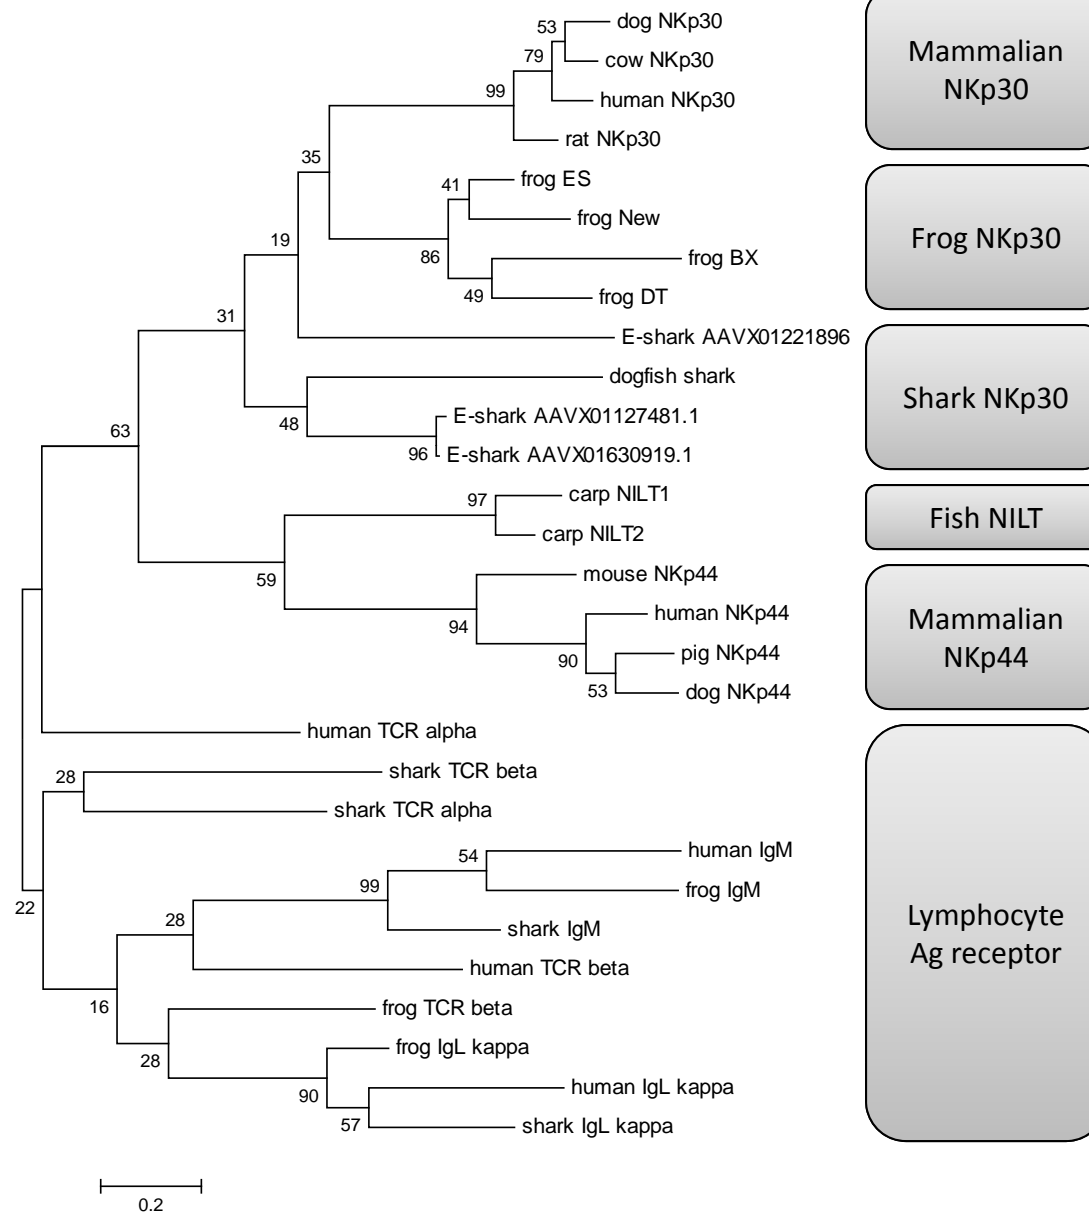 dog NKp30
53
cow NKp30
79
human NKp30
99
rat NKp30
Mammalian
NKp30
35
frog ES
41
frog New
19
86
frog BX
49
frog DT
Frog NKp30
31
E-shark AAVX01221896
dogfish shark
48
E-shark AAVX01127481.1
96
E-shark AAVX01630919.1
Shark NKp30
63
carp NILT1
97
carp NILT2
Fish NILT
59
mouse NKp44
94
human NKp44
90
pig NKp44
53
dog NKp44
Mammalian
NKp44
human TCR alpha
28
shark TCR beta
shark TCR alpha
54
human IgM
99
frog IgM
22
28
shark IgM
human TCR beta
16
frog TCR beta
28
frog IgL kappa
90
human IgL kappa
57
shark IgL kappa
Lymphocyte
Ag receptor
0.2